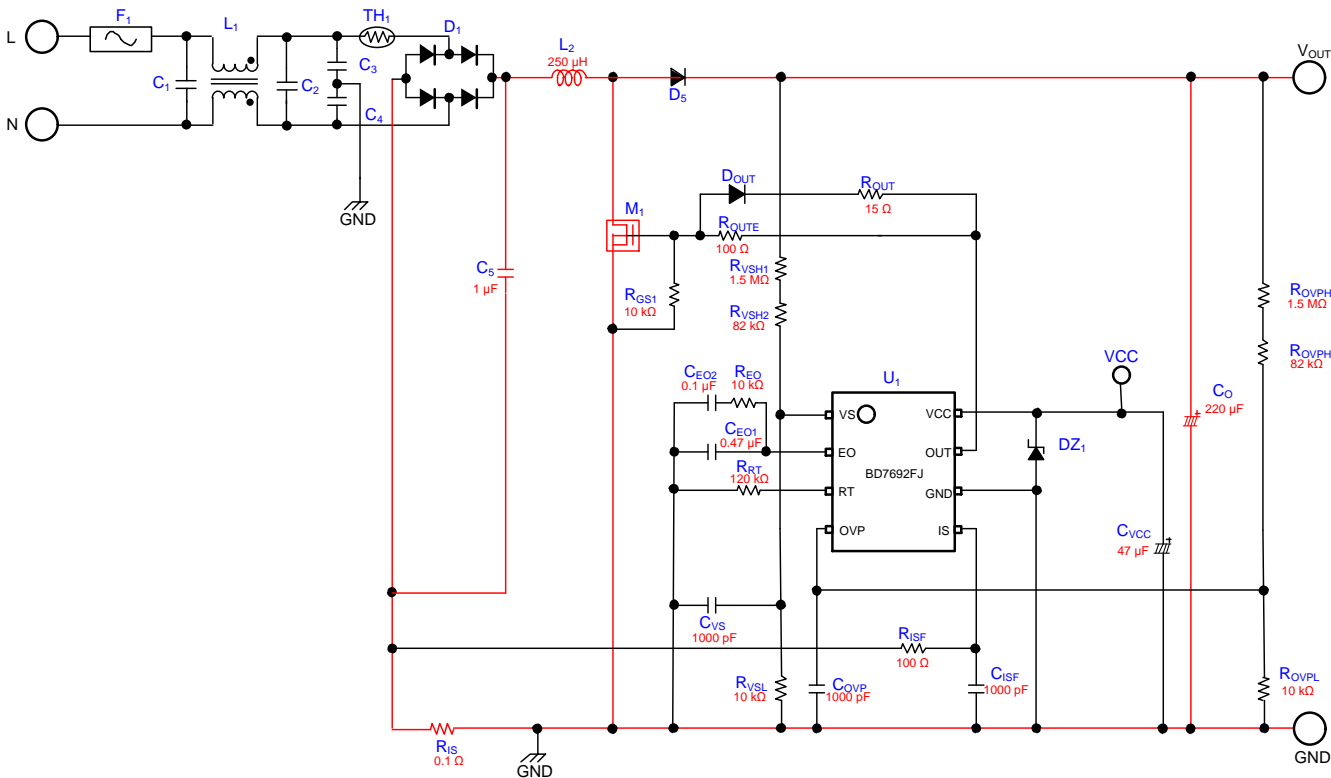 F1
L1
TH1
D1
L
C1
C2
C3
C4
N
GND
L2
250 µH
D5
VOUT
DOUT
ROUT
15 Ω
M1
ROUTE
100 Ω
C5
1 µF
RGS1
10 kΩ
RVSH1
1.5 MΩ
RVSH2
82 kΩ
ROVPH
1.5 MΩ
ROVPH
82 kΩ
CEO2
0.1 µF
REO
10 kΩ
CEO1
0.47 µF
RRT
120 kΩ
U1
VS
EO
RT
OVP
BD7692FJ
VCC
OUT
GND
IS
VCC
DZ1
CVCC
47 µF
CO
220 µF
CVS
1000 pF
RISF
100 Ω
RVSL
10 kΩ
COVP
1000 pF
CISF
1000 pF
ROVPL
10 kΩ
RIS
0.1 Ω
GND
GND